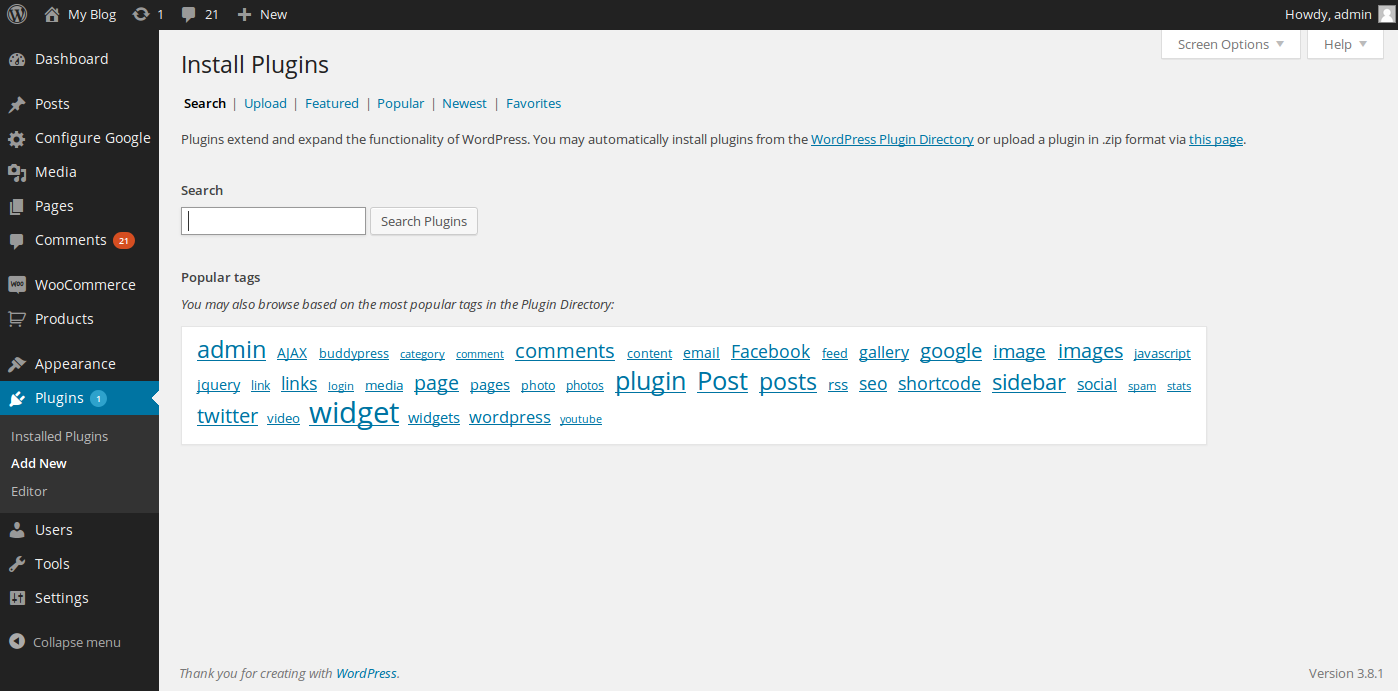 My Blog 1 21 New Howdy, admin
Screen Options Help
Dashboard
Posts
Configure Google
Media
Pages
Comments 21
WOO WooCommerce
Products
Appearance
Plugins 1
Installed Plugins
Add New
Editor
Users
Tools
Settings
Collapse menu
Install Plugins
Search | Upload | Featured | Popular | Newest | Favorites
Plugins extend and expand the functionality of WordPress. You may automatically install plugins from the WordPress Plugin Directory or upload a plugin in .zip format via this page.
Search
Search Plugins
Popular tags
You may also browse based on the most popular tags in the Plugin Directory:
admin AJAX buddypress category comment comments content email Facebook feed gallery google image images javascript
jquery link links login media page pages photo photos plugin Post posts rss seo shortcode sidebar social spam stats
twitter video widget widgets wordpress youtube
Thank you for creating with WordPress. Version 3.8.1